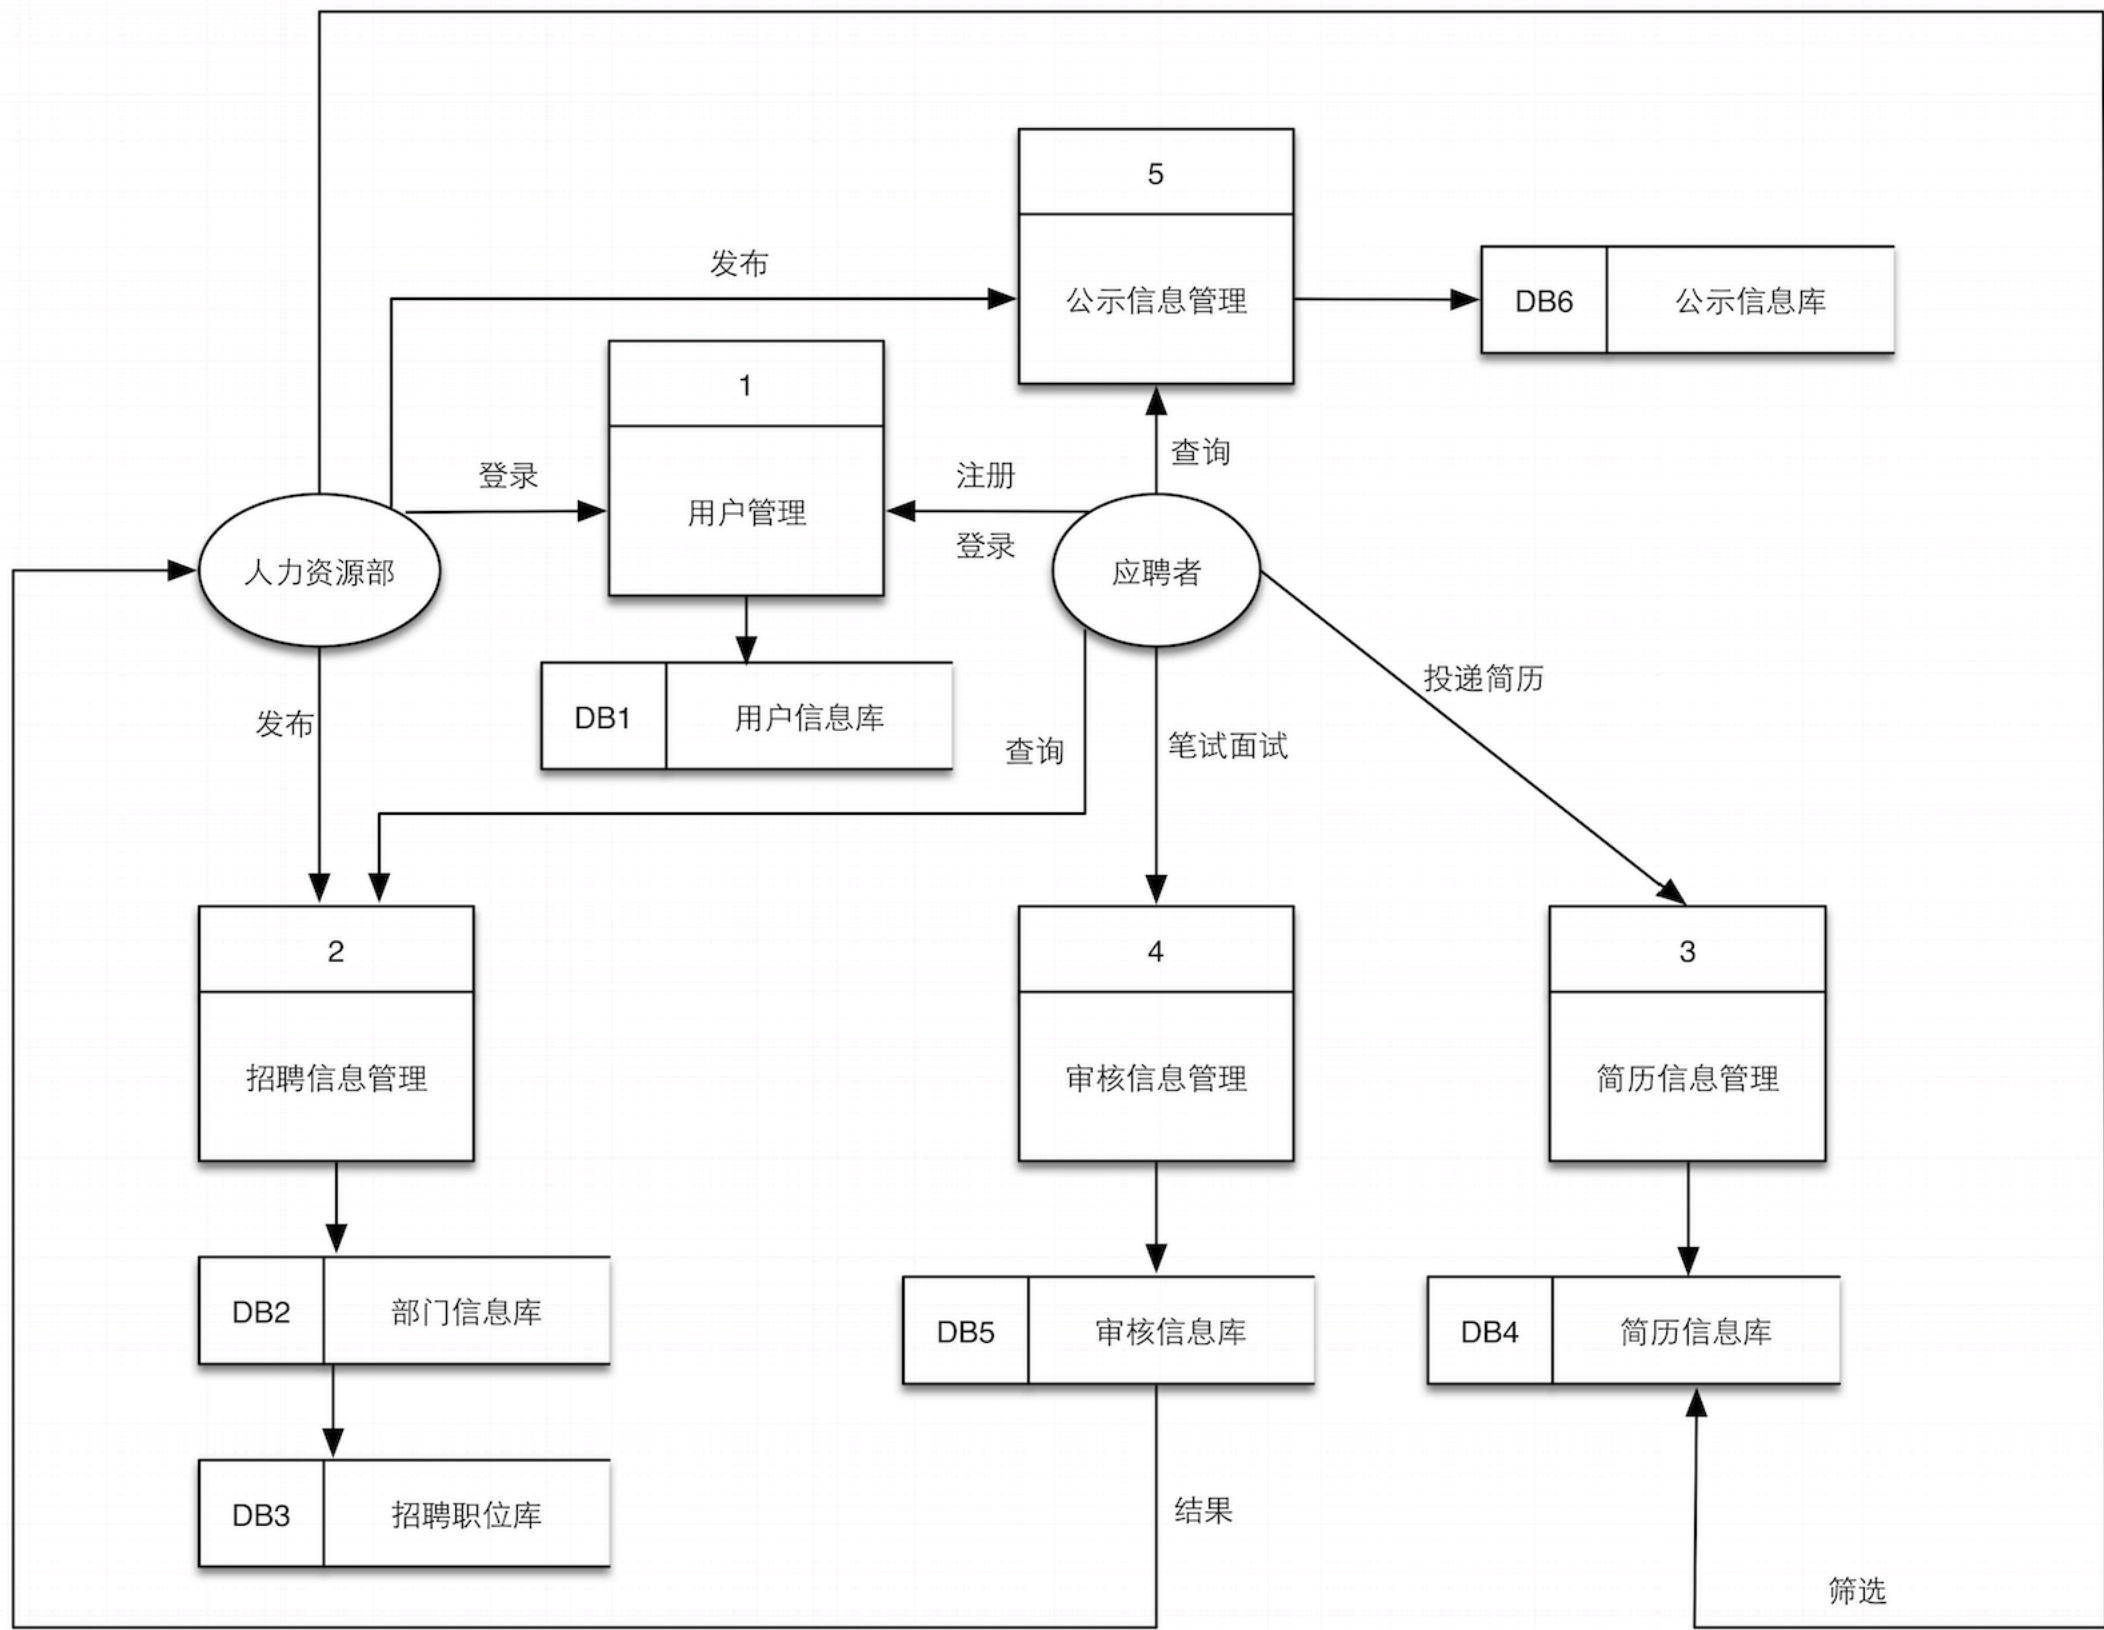 5
发布
公示信息管理
DB6
公示信息库
1
查询
登录
注册
用户管理
登录
人力资源部
应聘者
投递简历
DB1
用户信息库
发布
查询
笔试面试
2
4
3
招聘信息管理
审核信息管理
简历信息管理
DB2
部门信息库
DB5
审核信息库
DB4
简历信息库
DB3
招聘职位库
结果
筛选